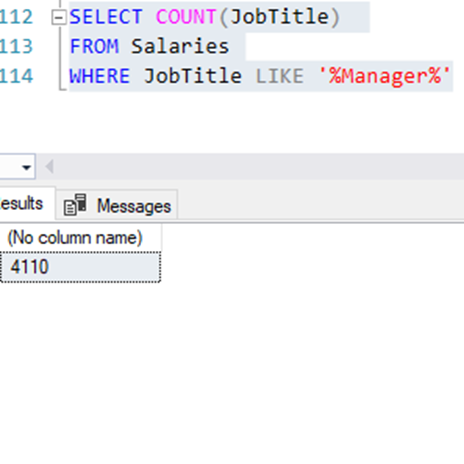 112 SELECT COUNT(JobTitle)
113 FROM Salaries
114 WHERE JobTitle LIKE '%Manager%'
esults Messages
(No column name)
4110